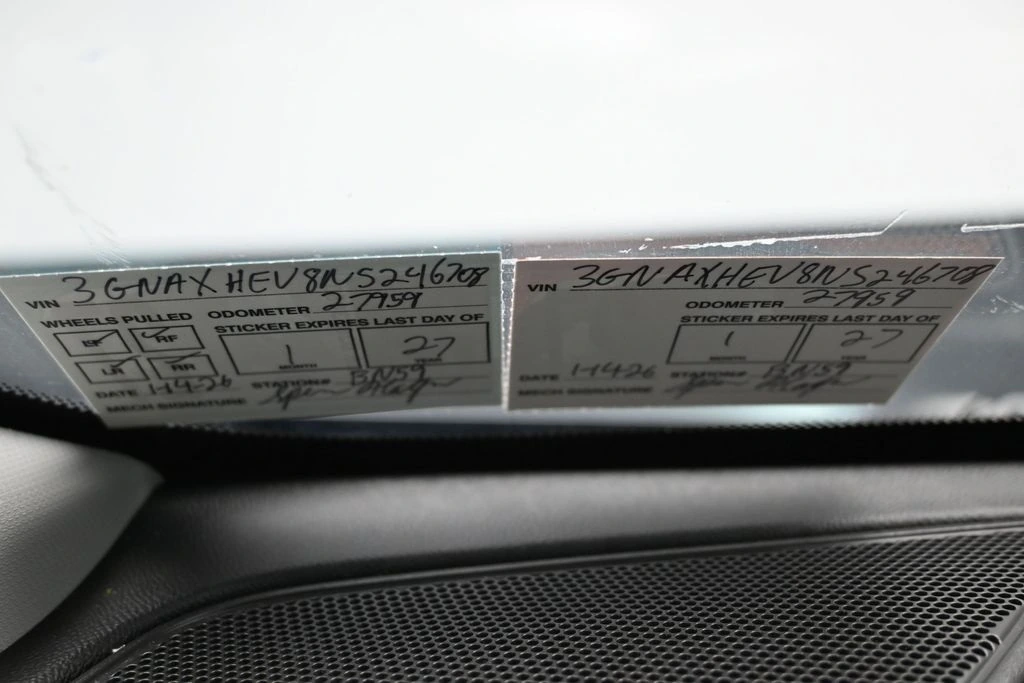 VIN 3GNAXHEV8NS246708
WHEELS PULLED ODOMETER 27959
STICKER EXPIRES LAST DAY OF
LF RF
1 27
MONTH YEAR
LR RR
DATE 1-14-26 STATION# BN59
MECH SIGNATURE
VIN 3GNAXHEV8NS246708
ODOMETER 27959
STICKER EXPIRES LAST DAY OF
1 27
MONTH YEAR
DATE 1-14-26 STATION# BN59
MECH SIGNATURE